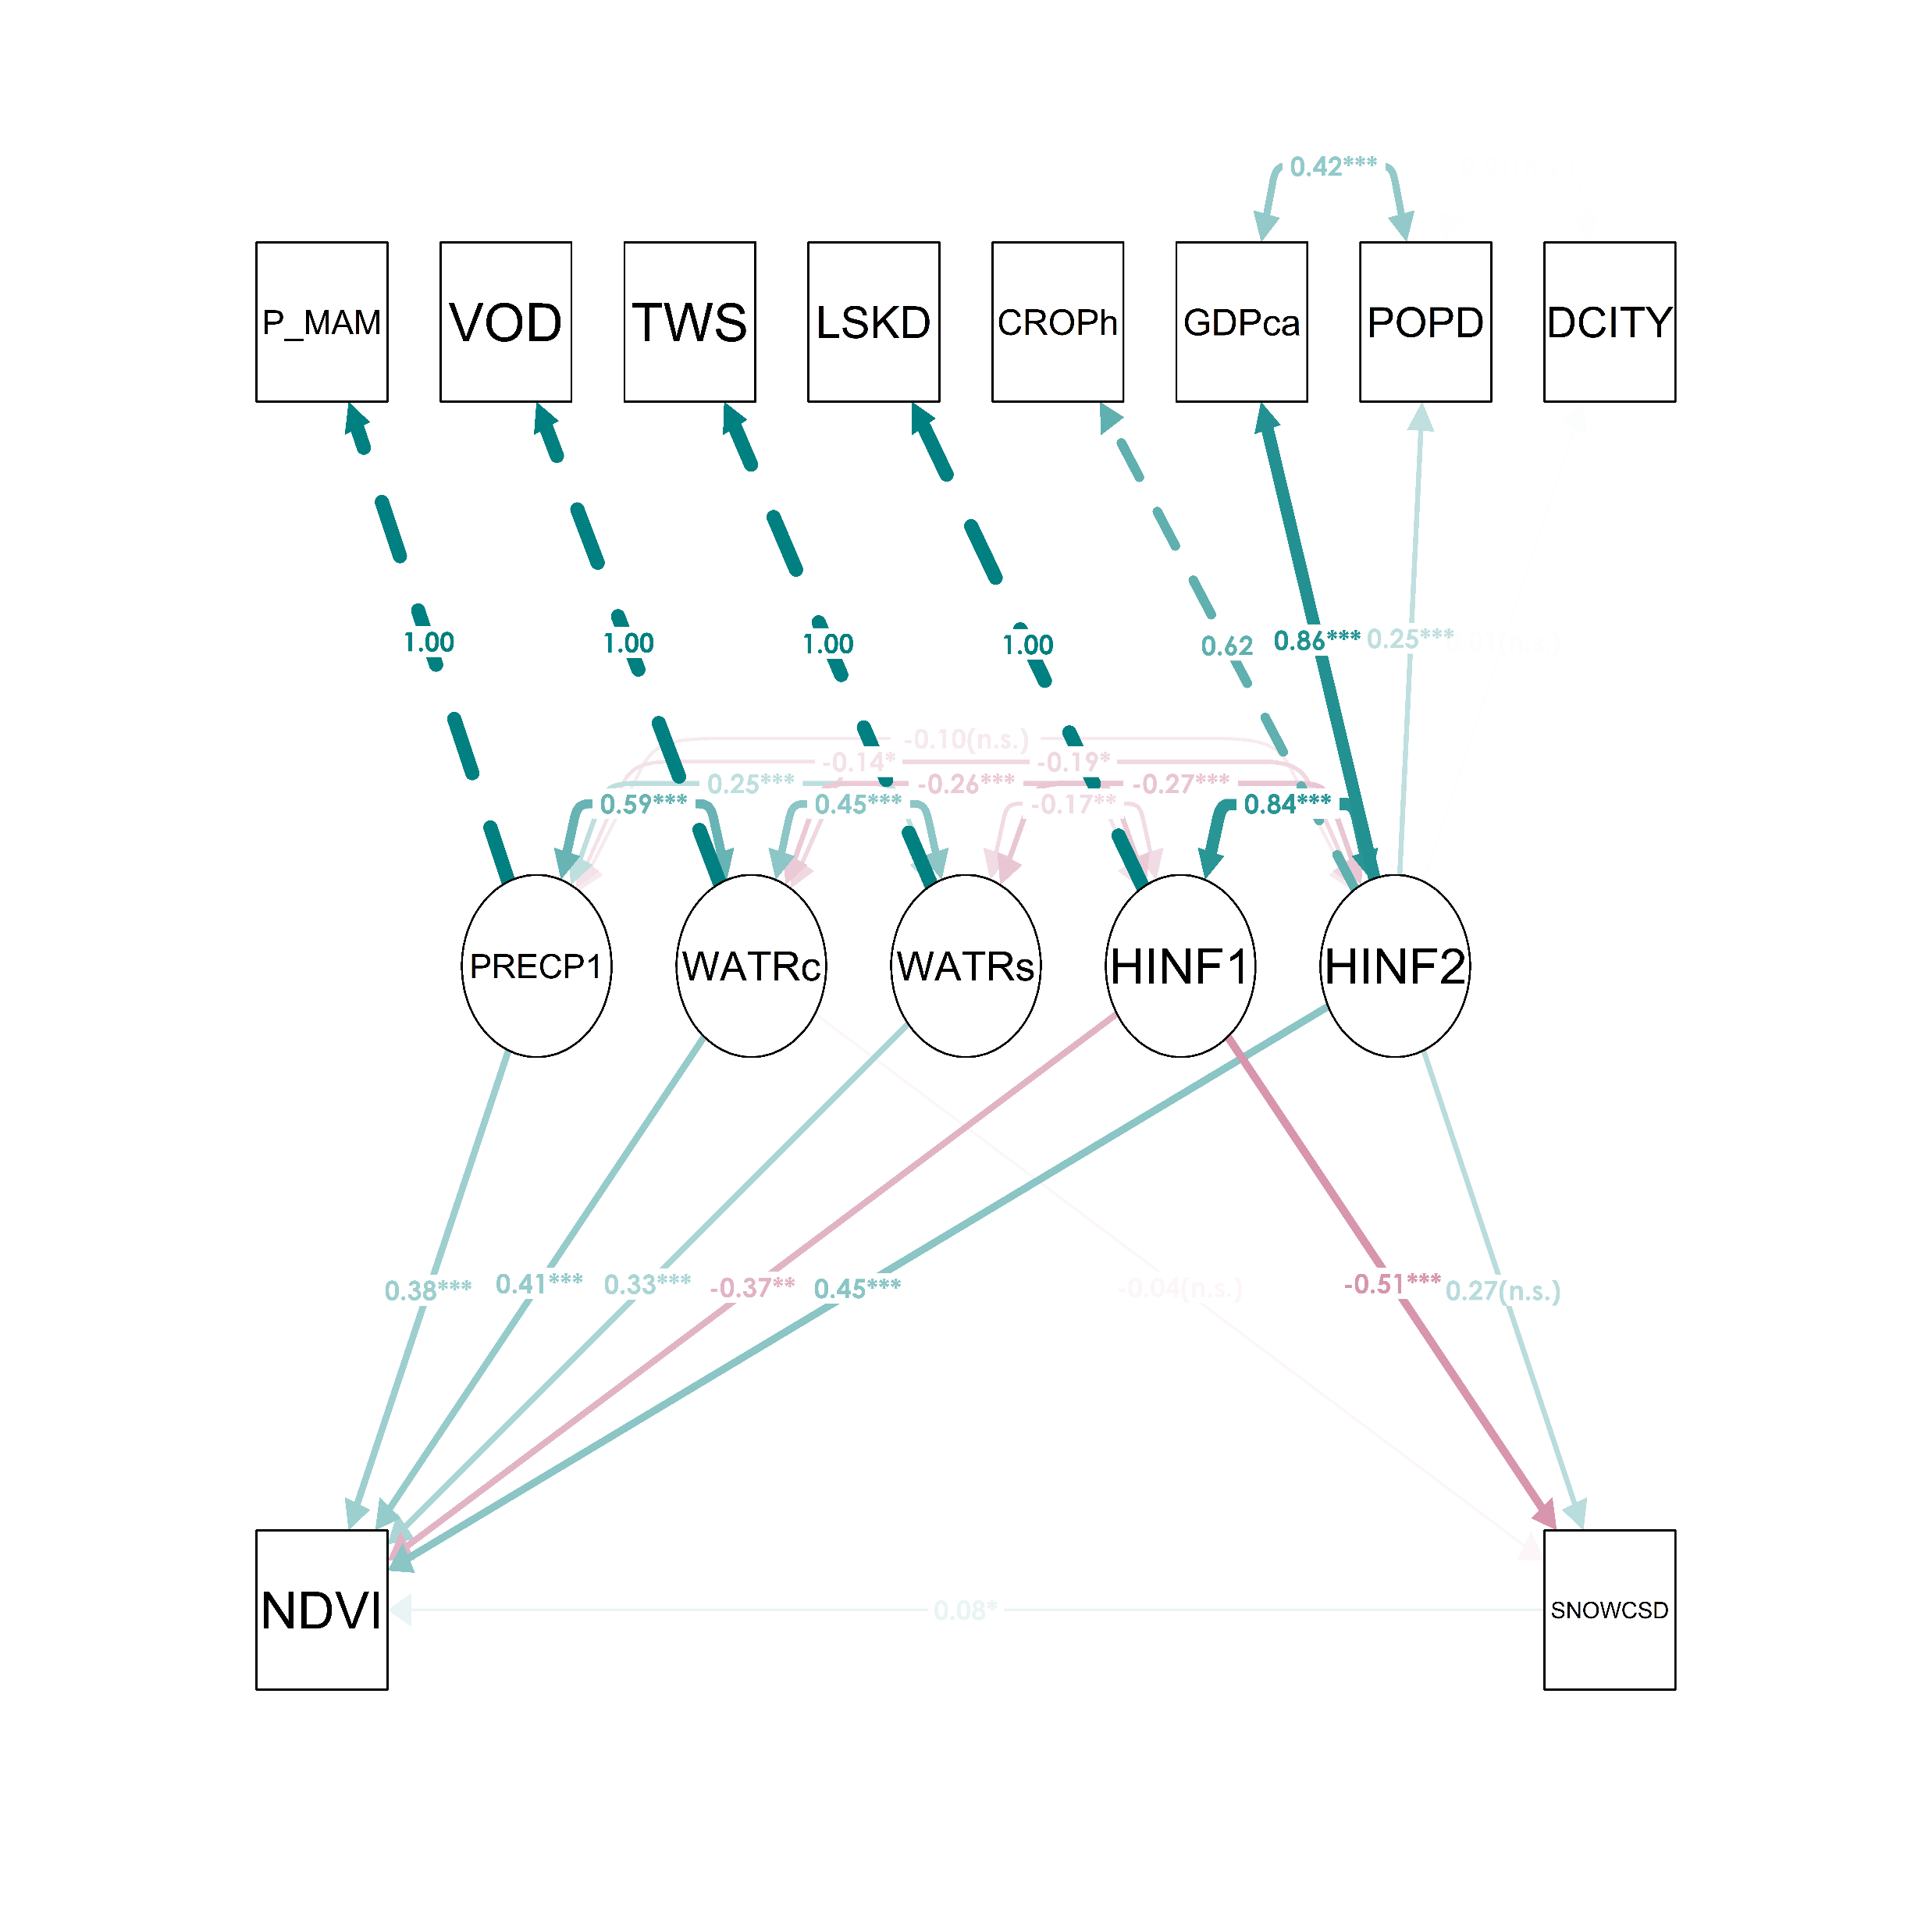 0.42***
P_MAM VOD TWS LSKD CROPh GDPca POPD DCITY
1.00 1.00 1.00 1.00 0.62 0.86*** 0.25***
-0.10(n.s.)
-0.14* -0.19*
0.25*** -0.26*** -0.27***
0.59*** 0.45*** -0.17** 0.84***
PRECP1 WATRc WATRs HINF1 HINF2
0.38*** 0.41*** 0.33*** -0.37** 0.45*** -0.04(n.s.) -0.51*** 0.27(n.s.)
NDVI 0.08* SNOWCSD